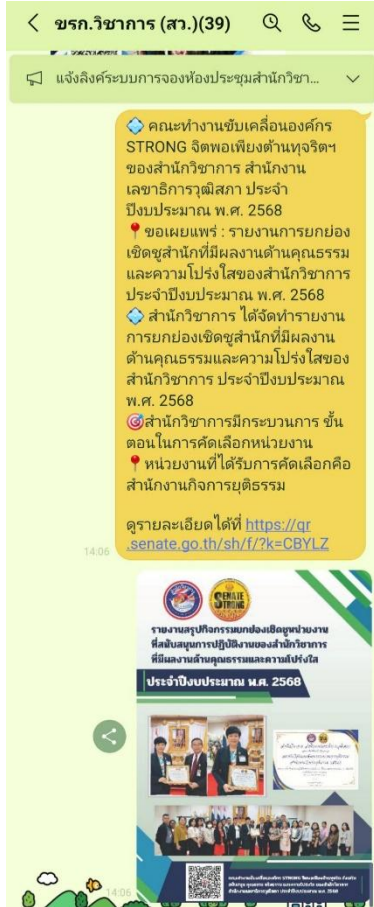 ขรก.วิชาการ (สว.)(39)
แจ้งลิงค์ระบบการจองห้องประชุมสำนักวิชา...
คณะทำงานขับเคลื่อนองค์กร
STRONG จิตพอเพียงต้านทุจริตฯ
ของสำนักวิชาการ สำนักงาน
เลขาธิการวุฒิสภา ประจำ
ปีงบประมาณ พ.ศ. 2568
📍ขอเผยแพร่ : รายงานการยกย่อง
เชิดชูสำนักที่มีผลงานด้านคุณธรรม
และความโปร่งใสของสำนักวิชาการ
ประจำปีงบประมาณ พ.ศ. 2568
💠 สำนักวิชาการ ได้จัดทำรายงาน
การยกย่องเชิดชูสำนักที่มีผลงาน
ด้านคุณธรรมและความโปร่งใสของ
สำนักวิชาการ ประจำปีงบประมาณ
พ.ศ. 2568
🎯สำนักวิชาการมีกระบวนการ ขั้น
ตอนในการคัดเลือกหน่วยงาน
📍หน่วยงานที่ได้รับการคัดเลือกคือ
สำนักงานกิจการยุติธรรม
ดูรายละเอียดได้ที่ https://qr
.senate.go.th/sh/f/?k=CBYLZ
14:06
SENATE
STRONG
รายงานสรุปกิจกรรมยกย่องเชิดชูหน่วยงาน
ที่สนับสนุนการปฏิบัติงานของสำนักวิชาการ
ที่มีผลงานด้านคุณธรรมและความโปร่งใส
ประจำปีงบประมาณ พ.ศ. 2568
14:06